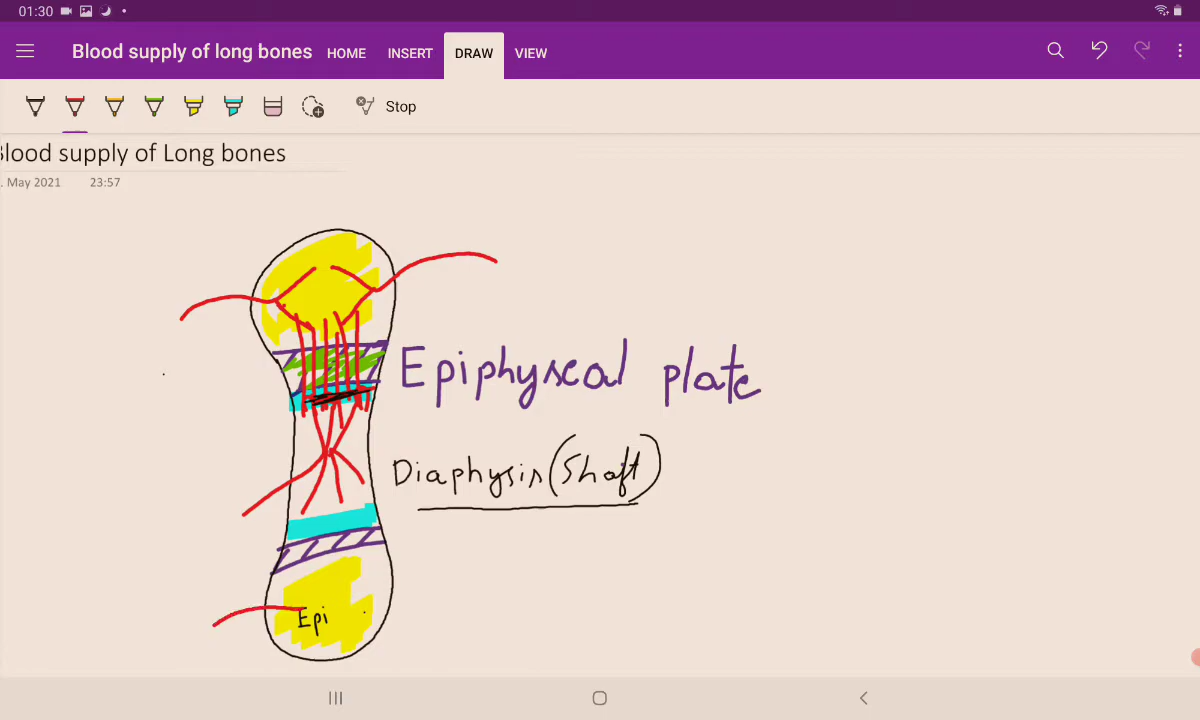 01:30
Blood supply of long bones HOME INSERT DRAW VIEW
Stop
Blood supply of Long bones
. May 2021 23:57
Epiphyseal plate
Diaphysis (Shaft)
Epi